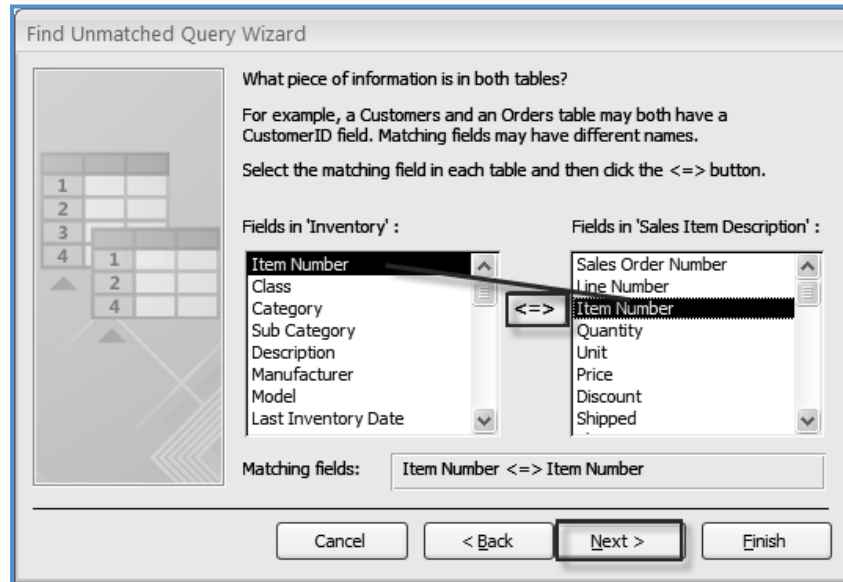 Find Unmatched Query Wizard
What piece of information is in both tables?
For example, a Customers and an Orders table may both have a
CustomerID field. Matching fields may have different names.
Select the matching field in each table and then click the <=> button.
1
2
3
4
1
2
4
Fields in 'Inventory' :
Item Number
Class
Category
Sub Category
Description
Manufacturer
Model
Last Inventory Date
<=>
Fields in 'Sales Item Description' :
Sales Order Number
Line Number
Item Number
Quantity
Unit
Price
Discount
Shipped
Matching fields: Item Number <=> Item Number
Cancel < Back Next > Finish